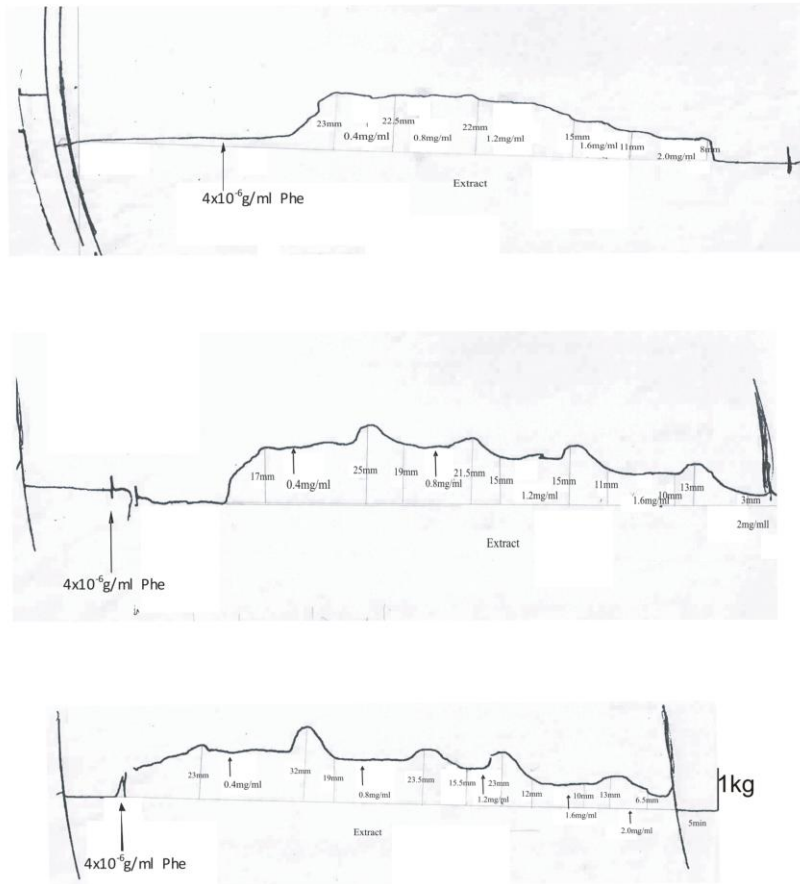 23mm 22.5mm 22mm 15mm 11mm 8mm
0.4mg/ml 0.8mg/ml 1.2mg/ml 1.6mg/ml 2.0mg/ml
Extract
4x10⁻⁶g/ml Phe
17mm 25mm 19mm 21.5mm 15mm 15mm 11mm 10mm 13mm 3mm
0.4mg/ml 0.8mg/ml 1.2mg/ml 1.6mg/ml 2mg/mll
Extract
4x10⁻⁶g/ml Phe
23mm 32mm 19mm 23.5mm 15.5mm 23mm 12mm 10mm 13mm 6.5mm
1kg
0.4mg/ml 0.8mg/ml 1.2mg/ml 1.6mg/ml 2.0mg/ml
5min
Extract
4x10⁻⁶g/ml Phe